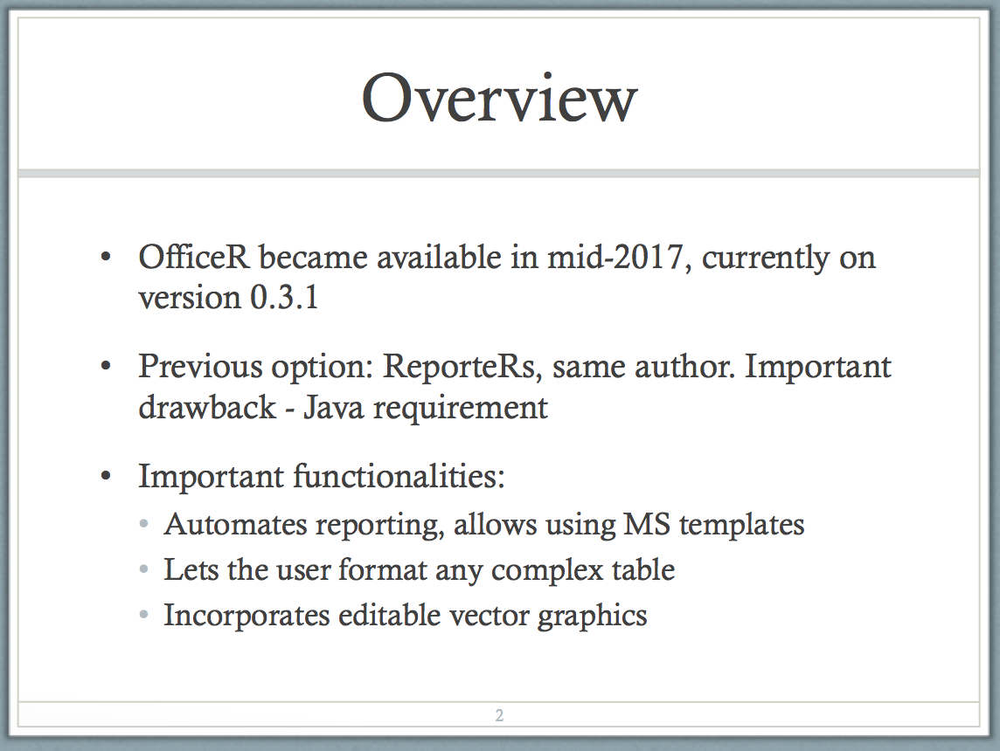 Overview
• OfficeR became available in mid-2017, currently on
version 0.3.1
• Previous option: ReporteRs, same author. Important
drawback - Java requirement
• Important functionalities:
• Automates reporting, allows using MS templates
• Lets the user format any complex table
• Incorporates editable vector graphics
2